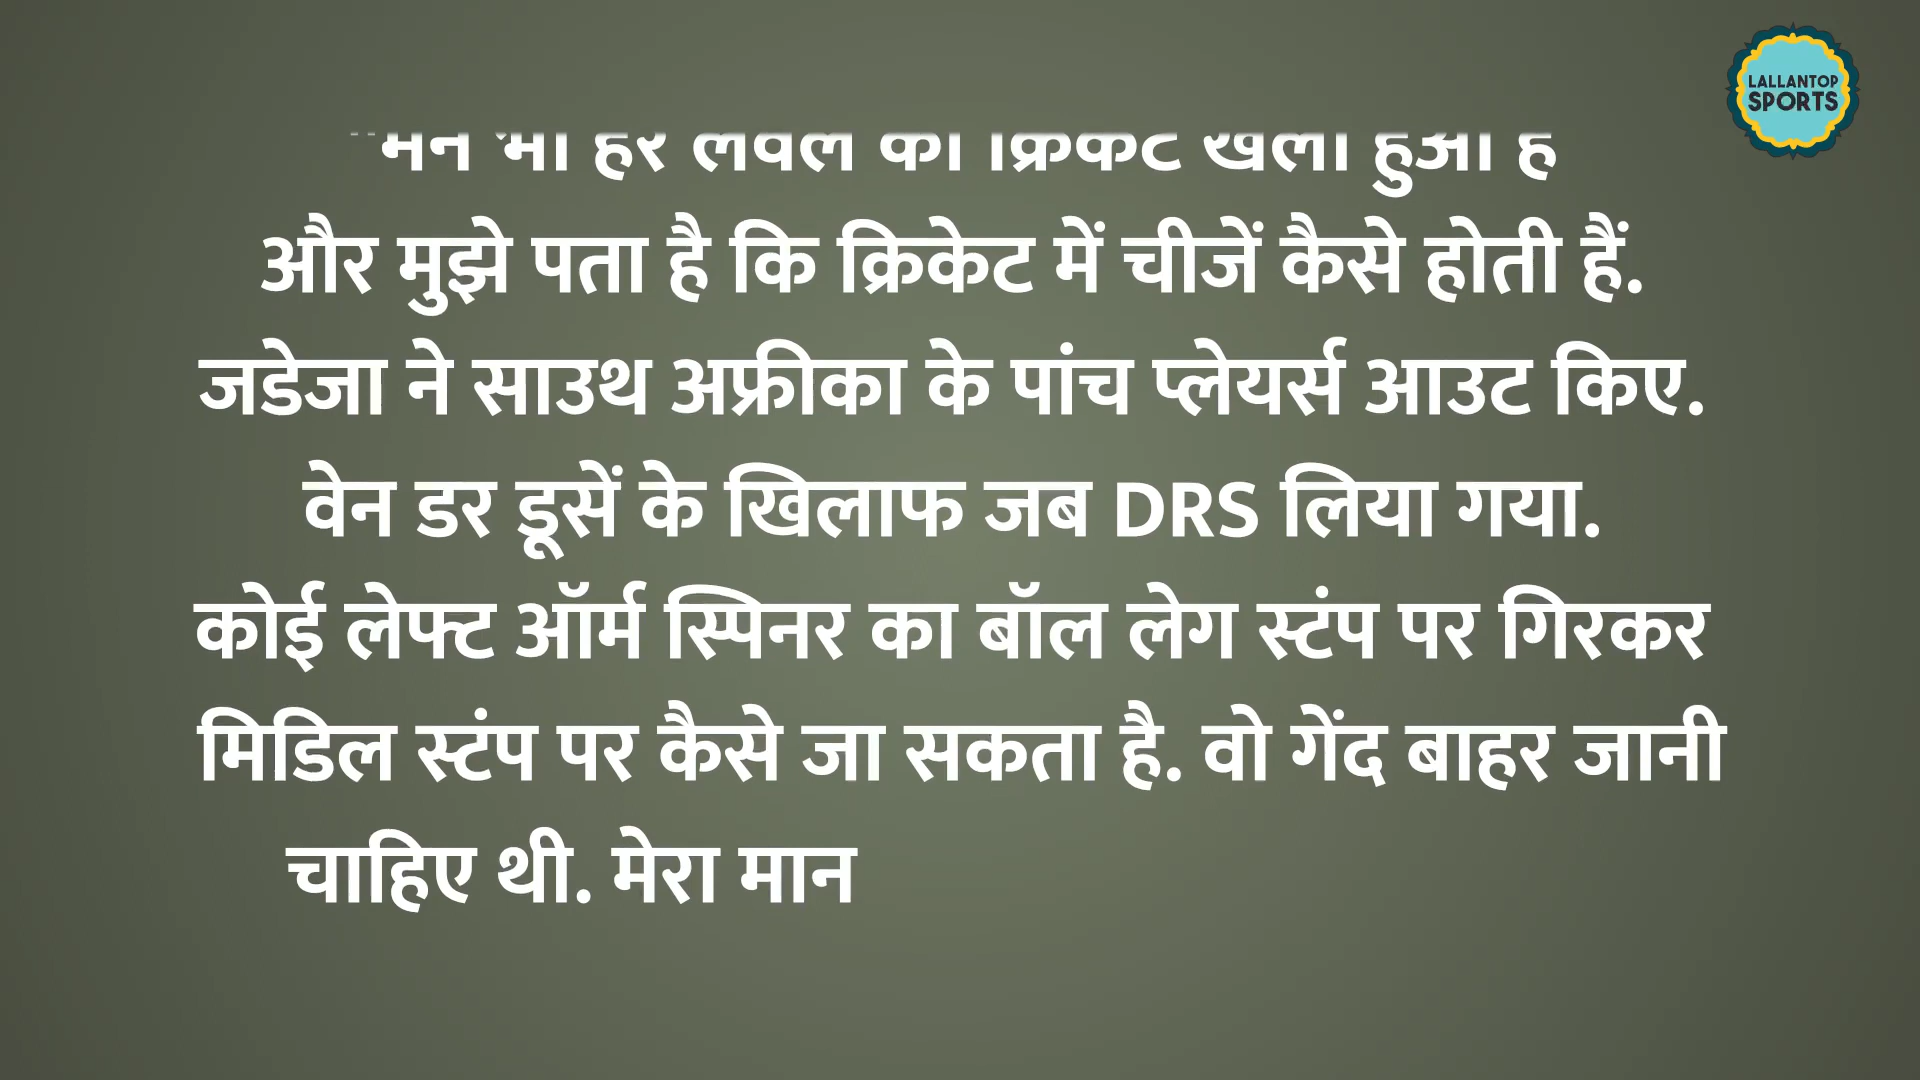 LALLANTOP
SPORTS
"मैंने भी हर लेवल की क्रिकेट खेली हुआ है
और मुझे पता है कि क्रिकेट में चीजें कैसे होती हैं.
जडेजा ने साउथ अफ्रीका के पांच प्लेयर्स आउट किए.
वेन डर डूसें के खिलाफ जब DRS लिया गया.
कोई लेफ्ट ऑर्म स्पिनर का बॉल लेग स्टंप पर गिरकर
मिडिल स्टंप पर कैसे जा सकता है. वो गेंद बाहर जानी
चाहिए थी. मेरा मान